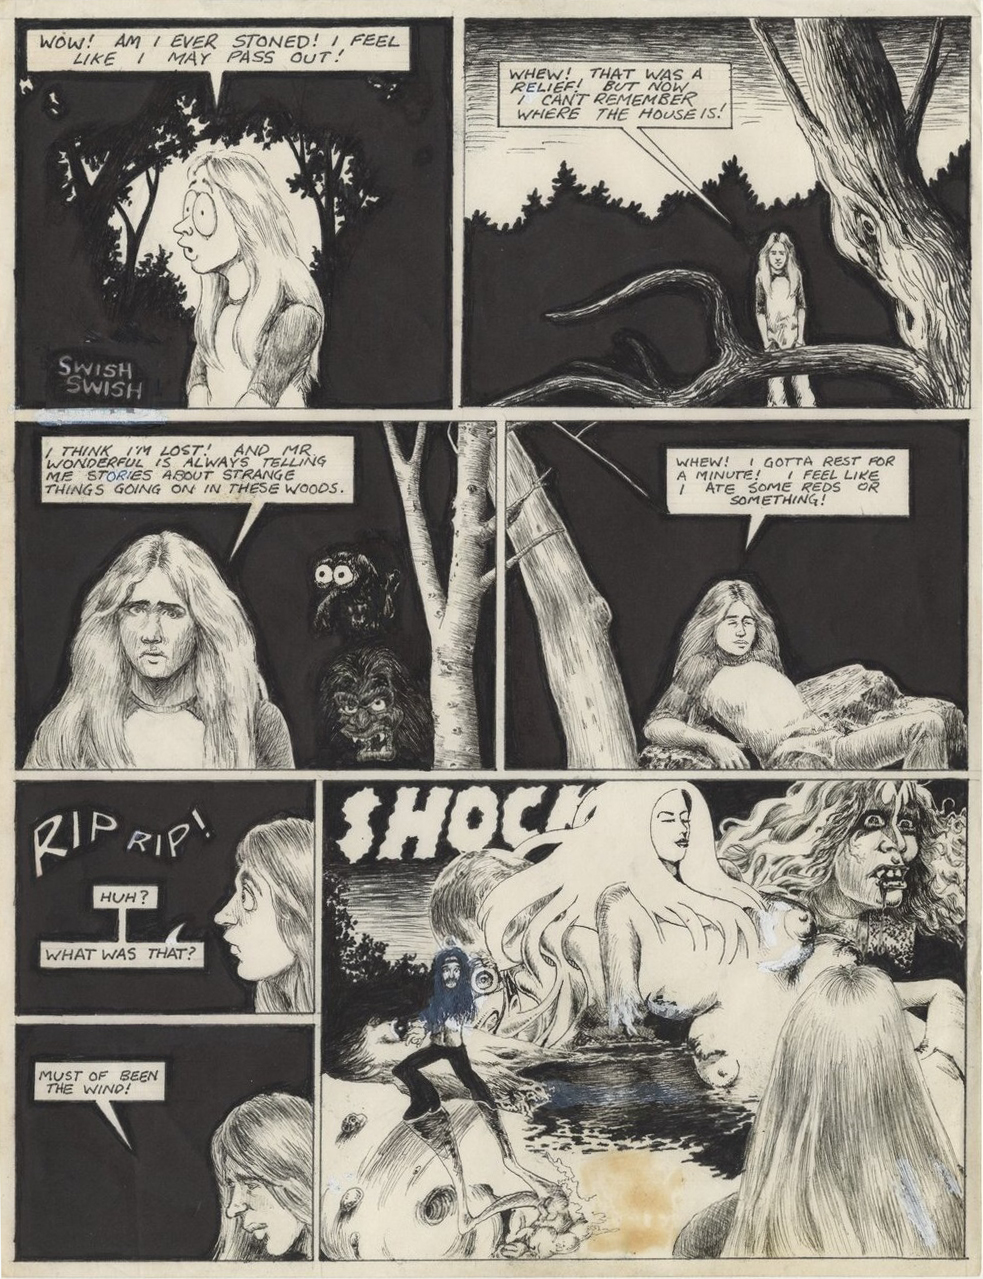 WOW! AM I EVER STONED! I FEEL
LIKE I MAY PASS OUT!
SWISH
SWISH
WHEW! THAT WAS A
RELIEF! BUT NOW
I CAN'T REMEMBER
WHERE THE HOUSE IS!
I THINK I'M LOST! AND MR.
WONDERFUL IS ALWAYS TELLING
ME STORIES ABOUT STRANGE
THINGS GOING ON IN THESE WOODS.
WHEW! I GOTTA REST FOR
A MINUTE! I FEEL LIKE
I ATE SOME REDS OR
SOMETHING!
RIP RIP!
HUH?
WHAT WAS THAT?
MUST OF BEEN
THE WIND!
SHOCK